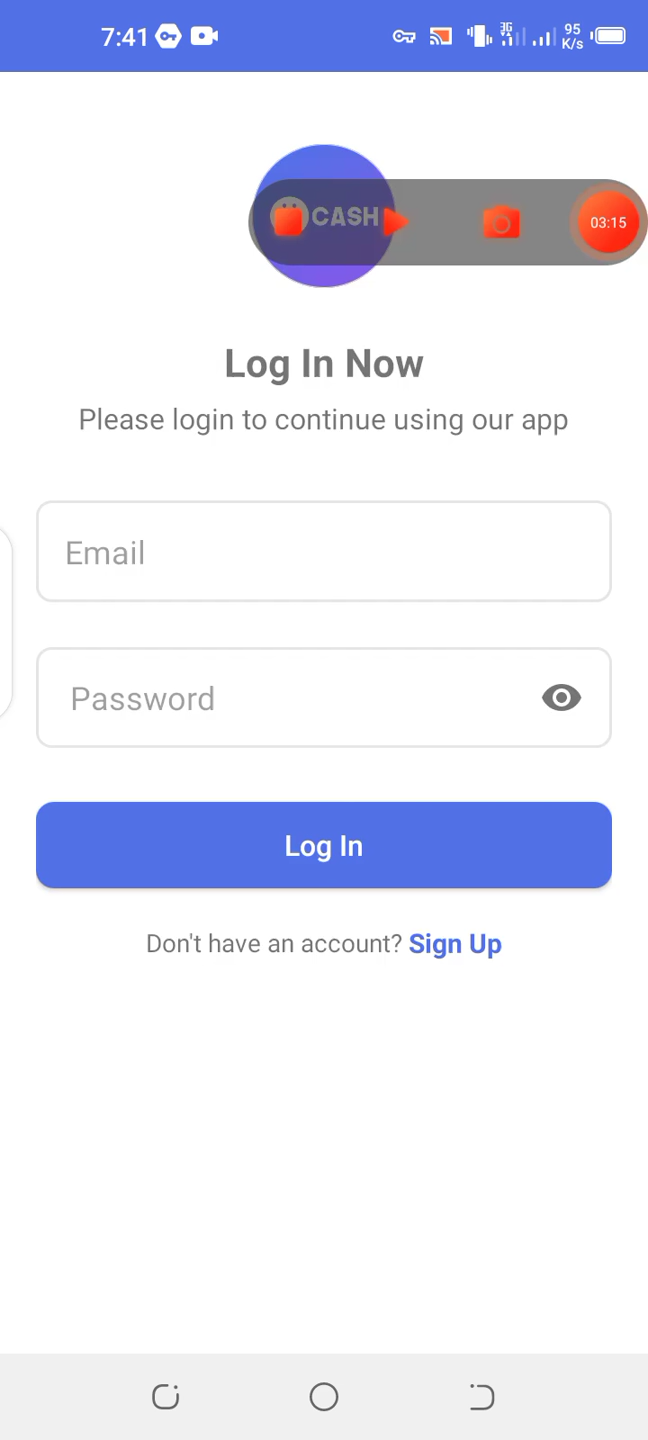 7:41
3G
95
K/s
CASH
03:15
Log In Now
Please login to continue using our app
Email
Password
Log In
Don't have an account? Sign Up